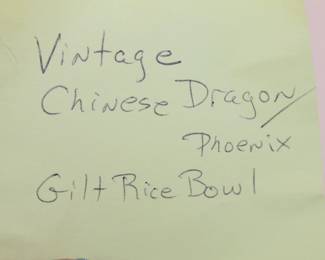 Vintage
Chinese Dragon/
Phoenix
Gilt Rice Bowl